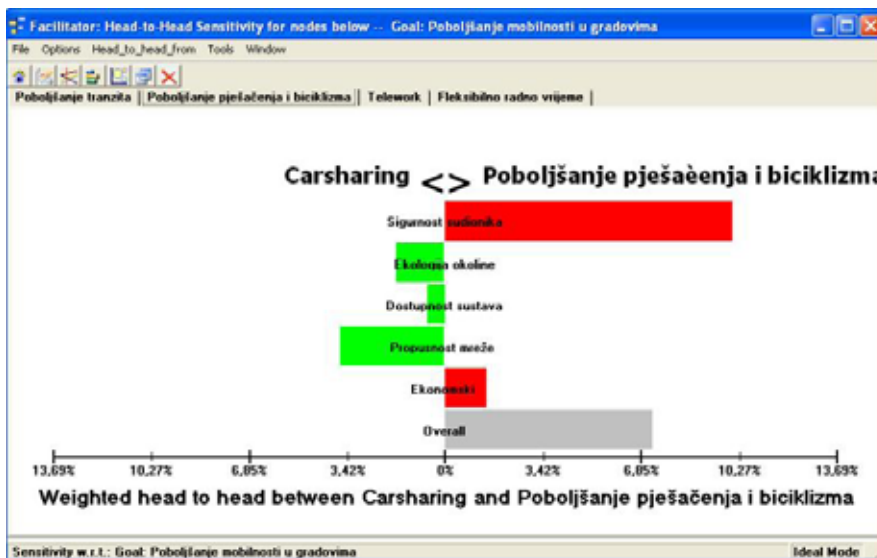 Facilitator: Head-to-Head Sensitivity for nodes below -- Goal: Poboljšanje mobilnosti u gradovima
File Options Head_to_head_from Tools Window
Poboljšanje tranzita | Poboljšanje pješačenja i biciklizma | Telework | Fleksibilno radno vrijeme |
Carsharing <> Poboljšanje pješaèenja i biciklizma
Sigurnost sudionika
Ekologija okoline
Dostupnost sustava
Propusnost mreže
Ekonomski
Overall
13,69% 10,27% 6,85% 3,42% 0% 3,42% 6,85% 10,27% 13,69%
Weighted head to head between Carsharing and Poboljšanje pješačenja i biciklizma
Sensitivity w.r.t.: Goal: Poboljšanje mobilnosti u gradovima Ideal Mode